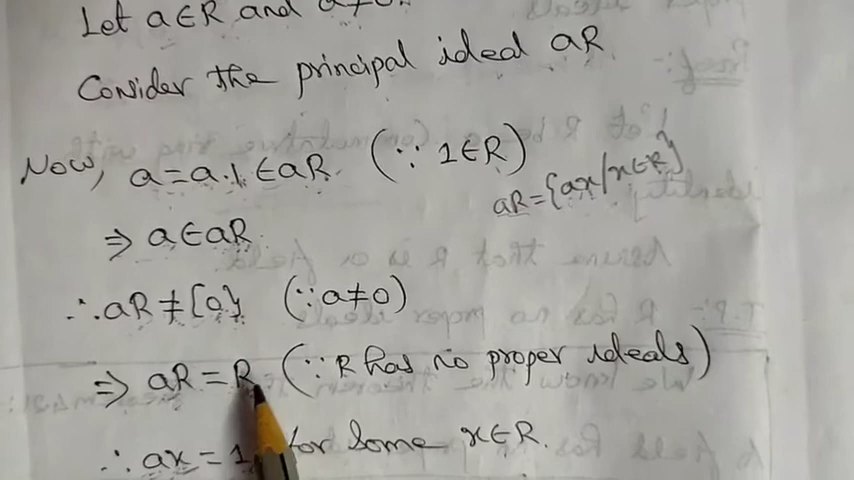 Let a∈R and a≠0.
Consider the principal ideal aR
Now, a=a.1 ∈aR (∵ 1∈R)
aR={ax/x∈R}
⇒ a∈aR
∴ aR≠{0} (∵ a≠0)
⇒ aR=R (∵ R has no proper ideals)
∴ ax=1, for some x∈R.